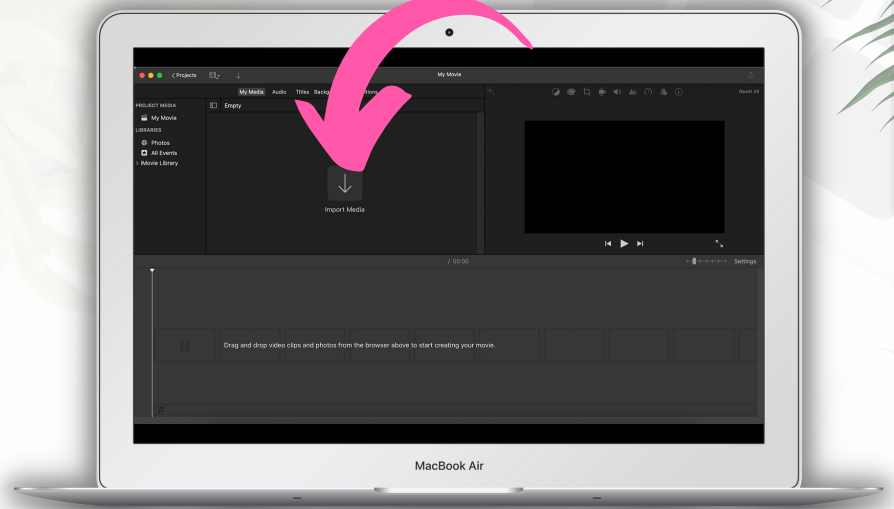 Projects
My Movie
My Media Audio Titles
Reset All
PROJECT MEDIA
Empty
My Movie
LIBRARIES
Photos
All Events
iMovie Library
Import Media
/ 00:00
Settings
Drag and drop video clips and photos from the browser above to start creating your movie.
MacBook Air